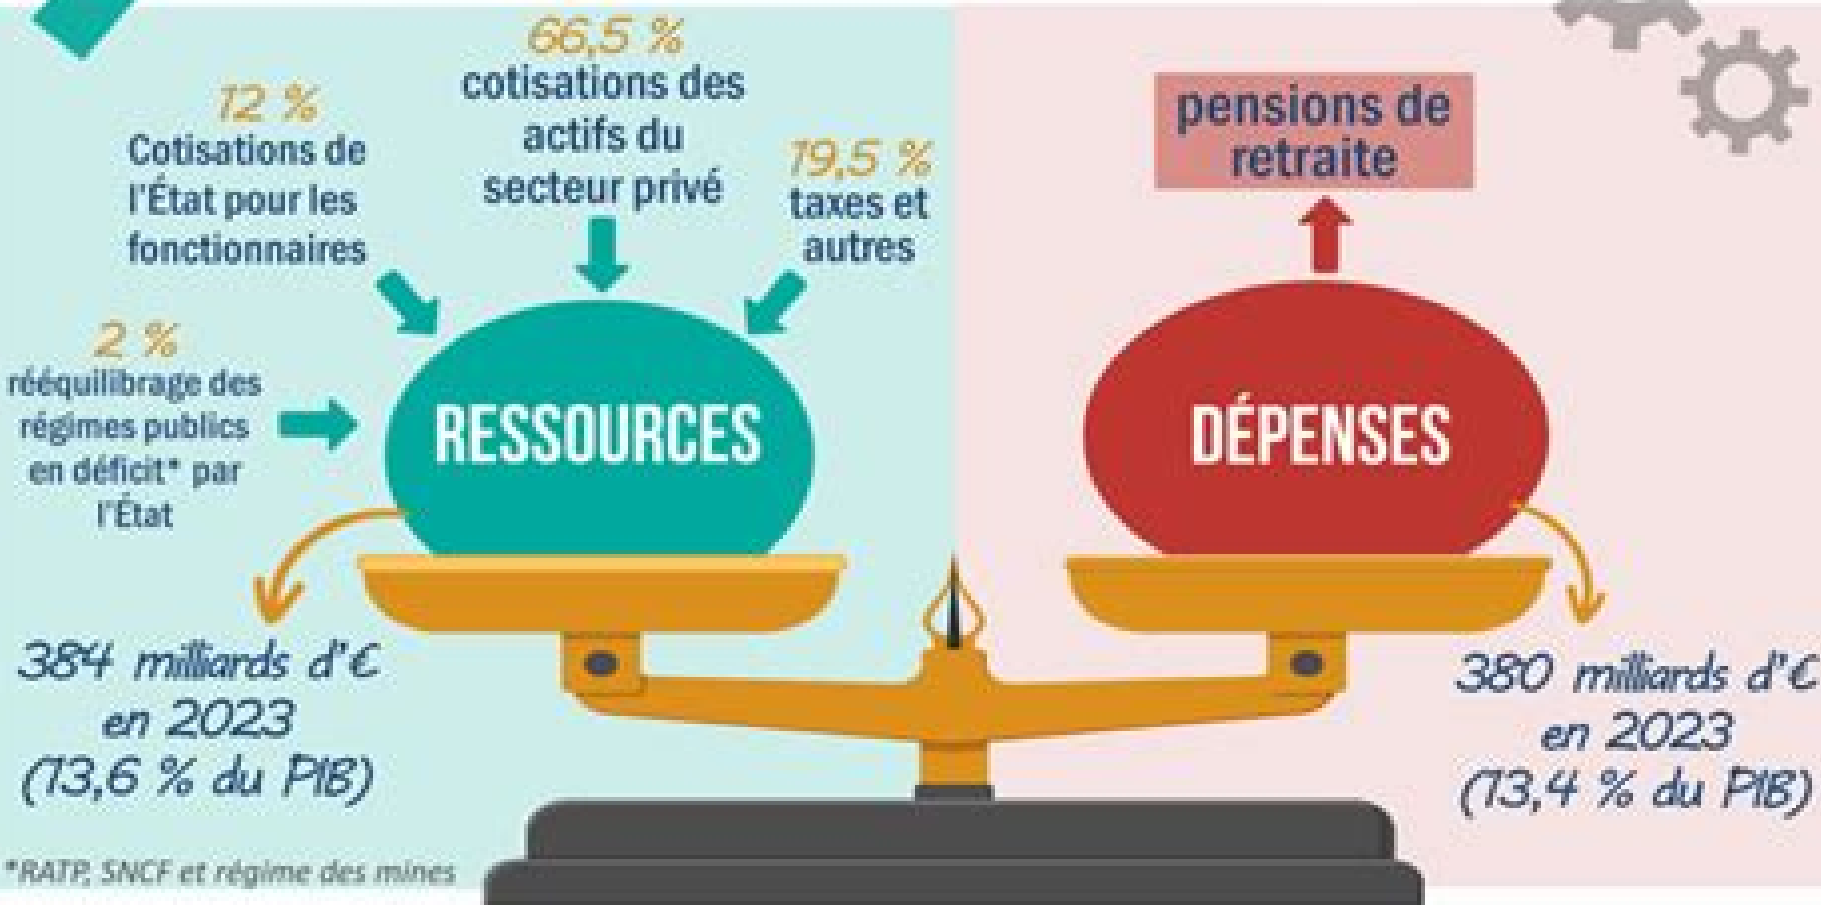 66,5 %
cotisations des
actifs du
secteur privé
12 %
Cotisations de
l'État pour les
fonctionnaires
19,5 %
taxes et
autres
2 %
rééquilibrage des
régimes publics
en déficit* par
l'État
RESSOURCES
384 milliards d'€
en 2023
(13,6 % du PIB)
*RATP, SNCF et régime des mines
pensions de
retraite
DÉPENSES
380 milliards d'€
en 2023
(13,4 % du PIB)